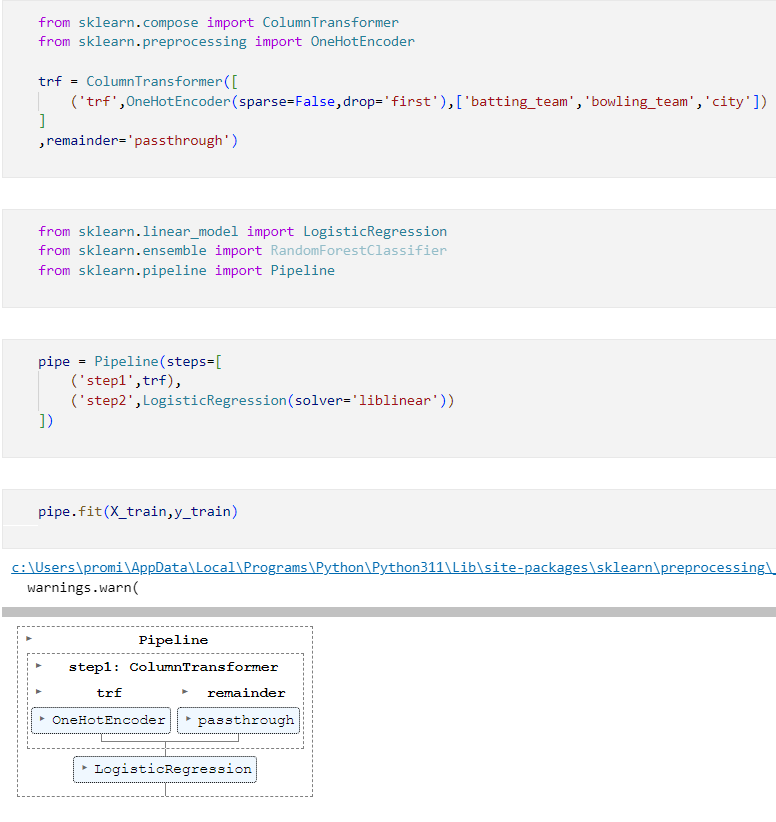 from sklearn.compose import ColumnTransformer
from sklearn.preprocessing import OneHotEncoder
trf = ColumnTransformer([
('trf',OneHotEncoder(sparse=False,drop='first'),['batting_team','bowling_team','city'])
]
,remainder='passthrough')
from sklearn.linear_model import LogisticRegression
from sklearn.ensemble import RandomForestClassifier
from sklearn.pipeline import Pipeline
pipe = Pipeline(steps=[
('step1',trf),
('step2',LogisticRegression(solver='liblinear'))
])
pipe.fit(X_train,y_train)
c:\Users\promi\AppData\Local\Programs\Python\Python311\Lib\site-packages\sklearn\preprocessing\_
warnings.warn(
Pipeline
step1: ColumnTransformer
trf remainder
OneHotEncoder passthrough
LogisticRegression